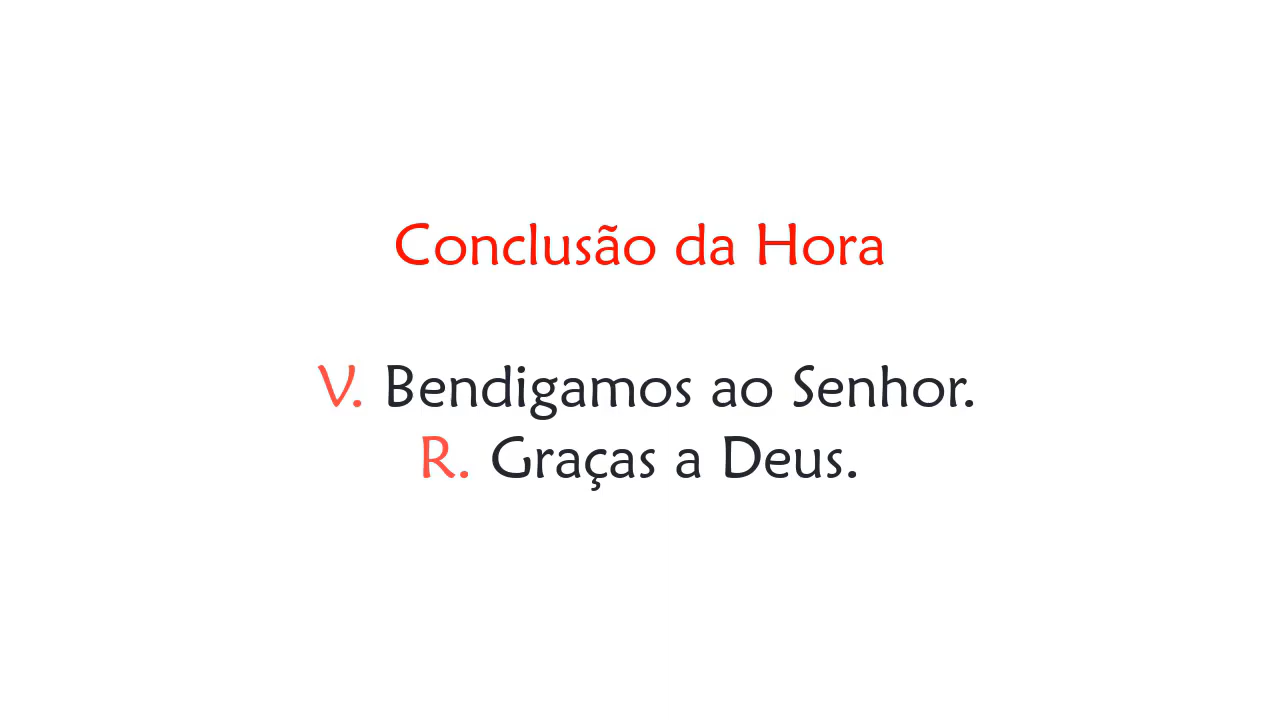 Conclusão da Hora
V. Bendigamos ao Senhor.
R. Graças a Deus.